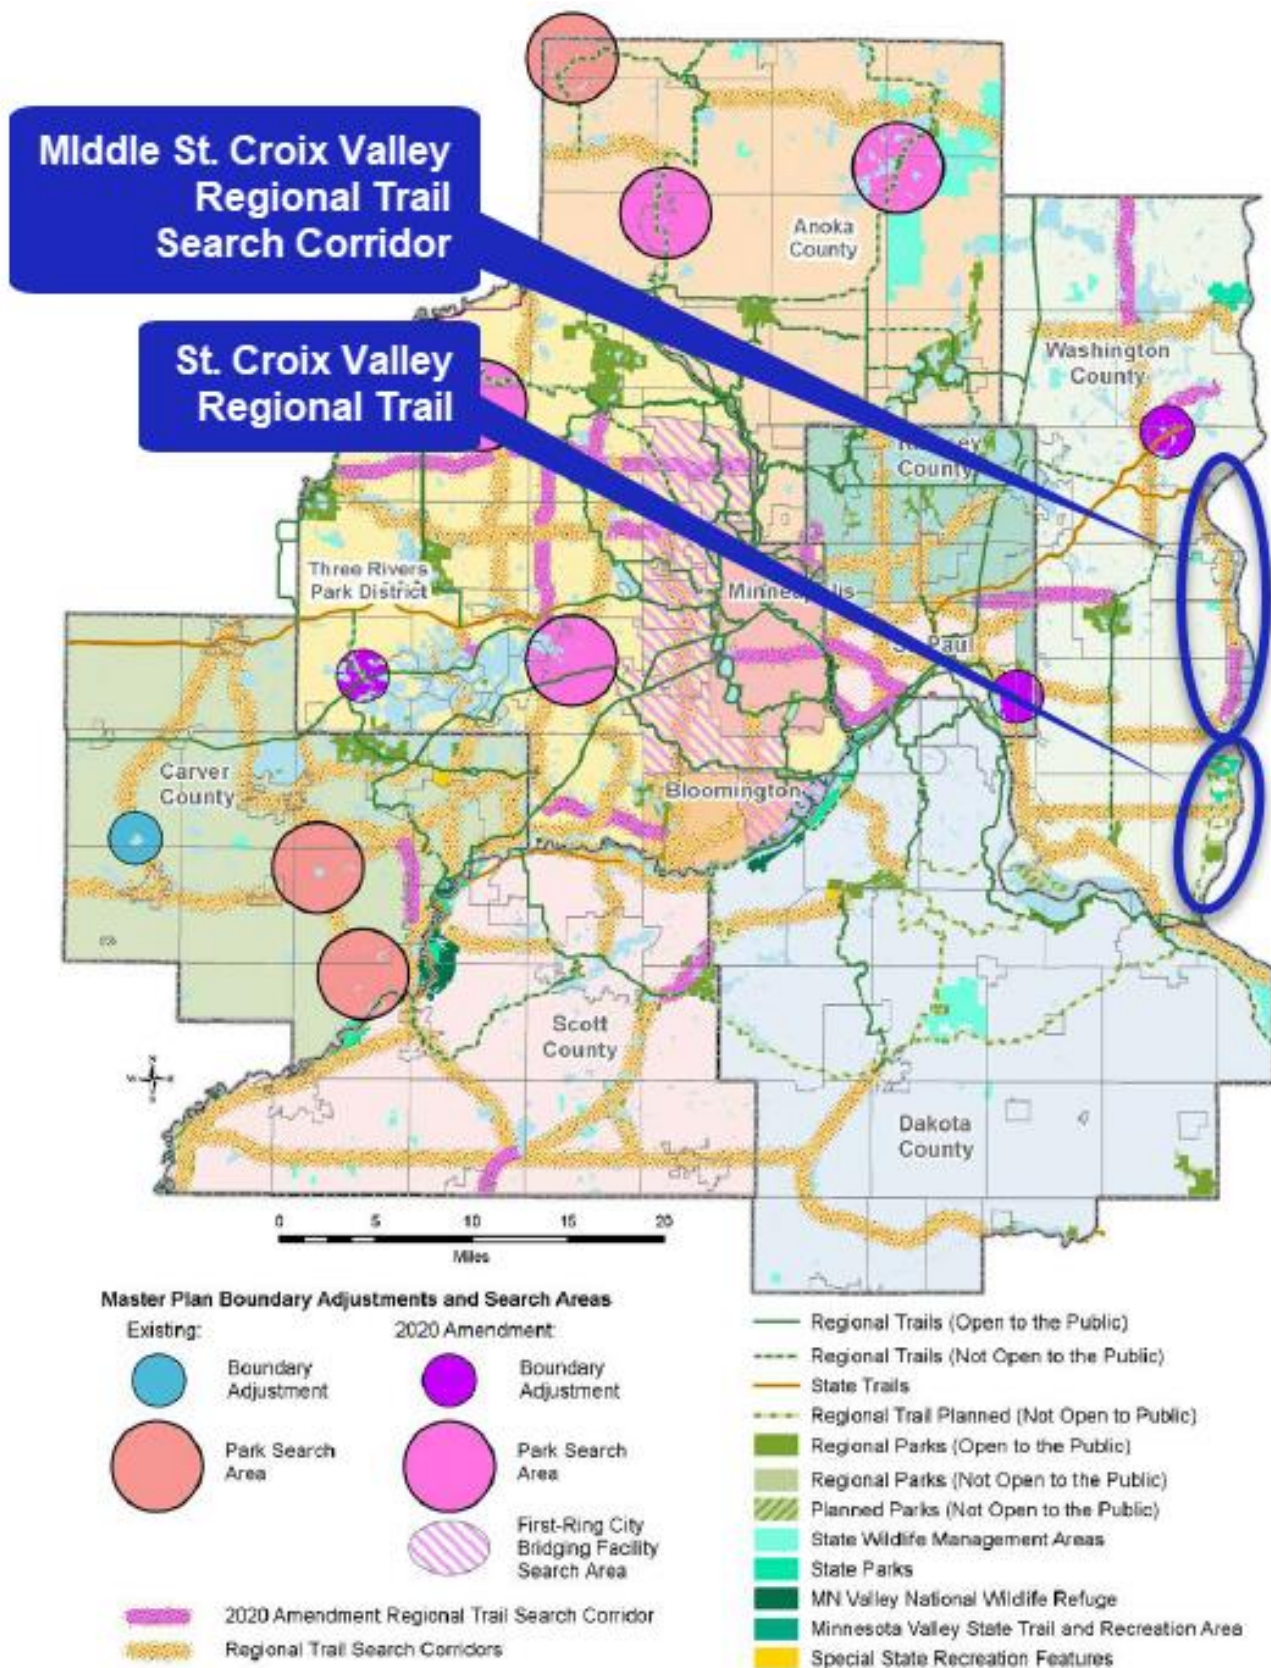 MIddle St. Croix Valley
Regional Trail
Search Corridor
St. Croix Valley
Regional Trail
Anoka
County
Washington
County
County
Three Rivers
Park District
Minneapolis
Paul
Carver
County
Bloomington
Scott
County
Dakota
County
0 5 10 15 20
Miles
Master Plan Boundary Adjustments and Search Areas
Existing:
Boundary
Adjustment
Park Search
Area
2020 Amendment:
Boundary
Adjustment
Park Search
Area
First-Ring City
Bridging Facility
Search Area
2020 Amendment Regional Trail Search Corridor
Regional Trail Search Corridors
Regional Trails (Open to the Public)
Regional Trails (Not Open to the Public)
State Trails
Regional Trail Planned (Not Open to Public)
Regional Parks (Open to the Public)
Regional Parks (Not Open to the Public)
Planned Parks (Not Open to the Public)
State Wildlife Management Areas
State Parks
MN Valley National Wildlife Refuge
Minnesota Valley State Trail and Recreation Area
Special State Recreation Features